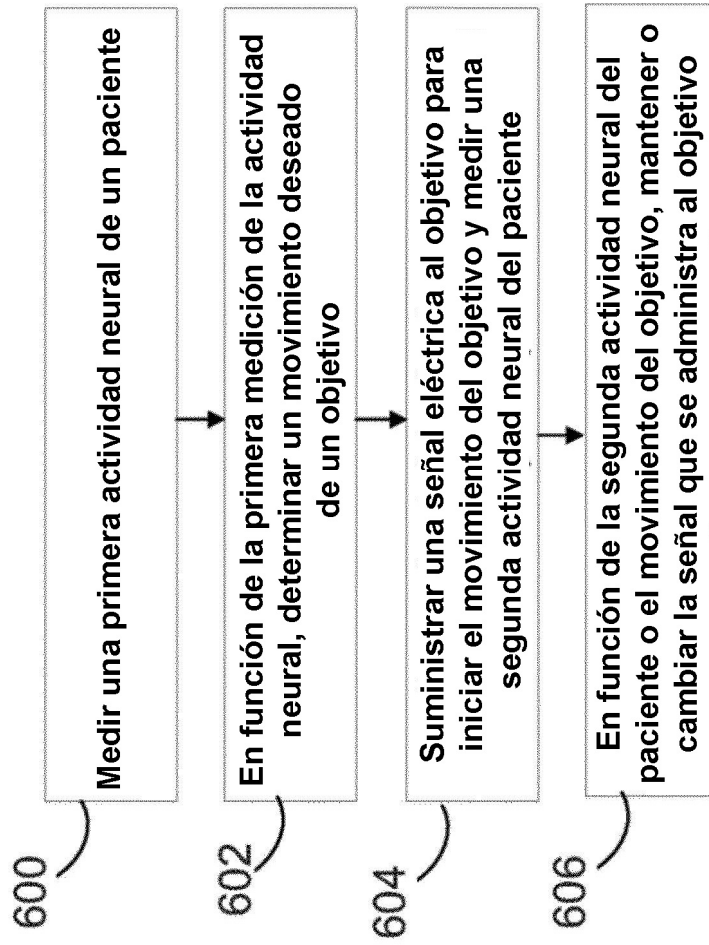 600
Medir una primera actividad neural de un paciente
602
En función de la primera medición de la actividad
neural, determinar un movimiento deseado
de un objetivo
604
Suministrar una señal eléctrica al objetivo para
iniciar el movimiento del objetivo y medir una
segunda actividad neural del paciente
606
En función de la segunda actividad neural del
paciente o el movimiento del objetivo, mantener o
cambiar la señal que se administra al objetivo